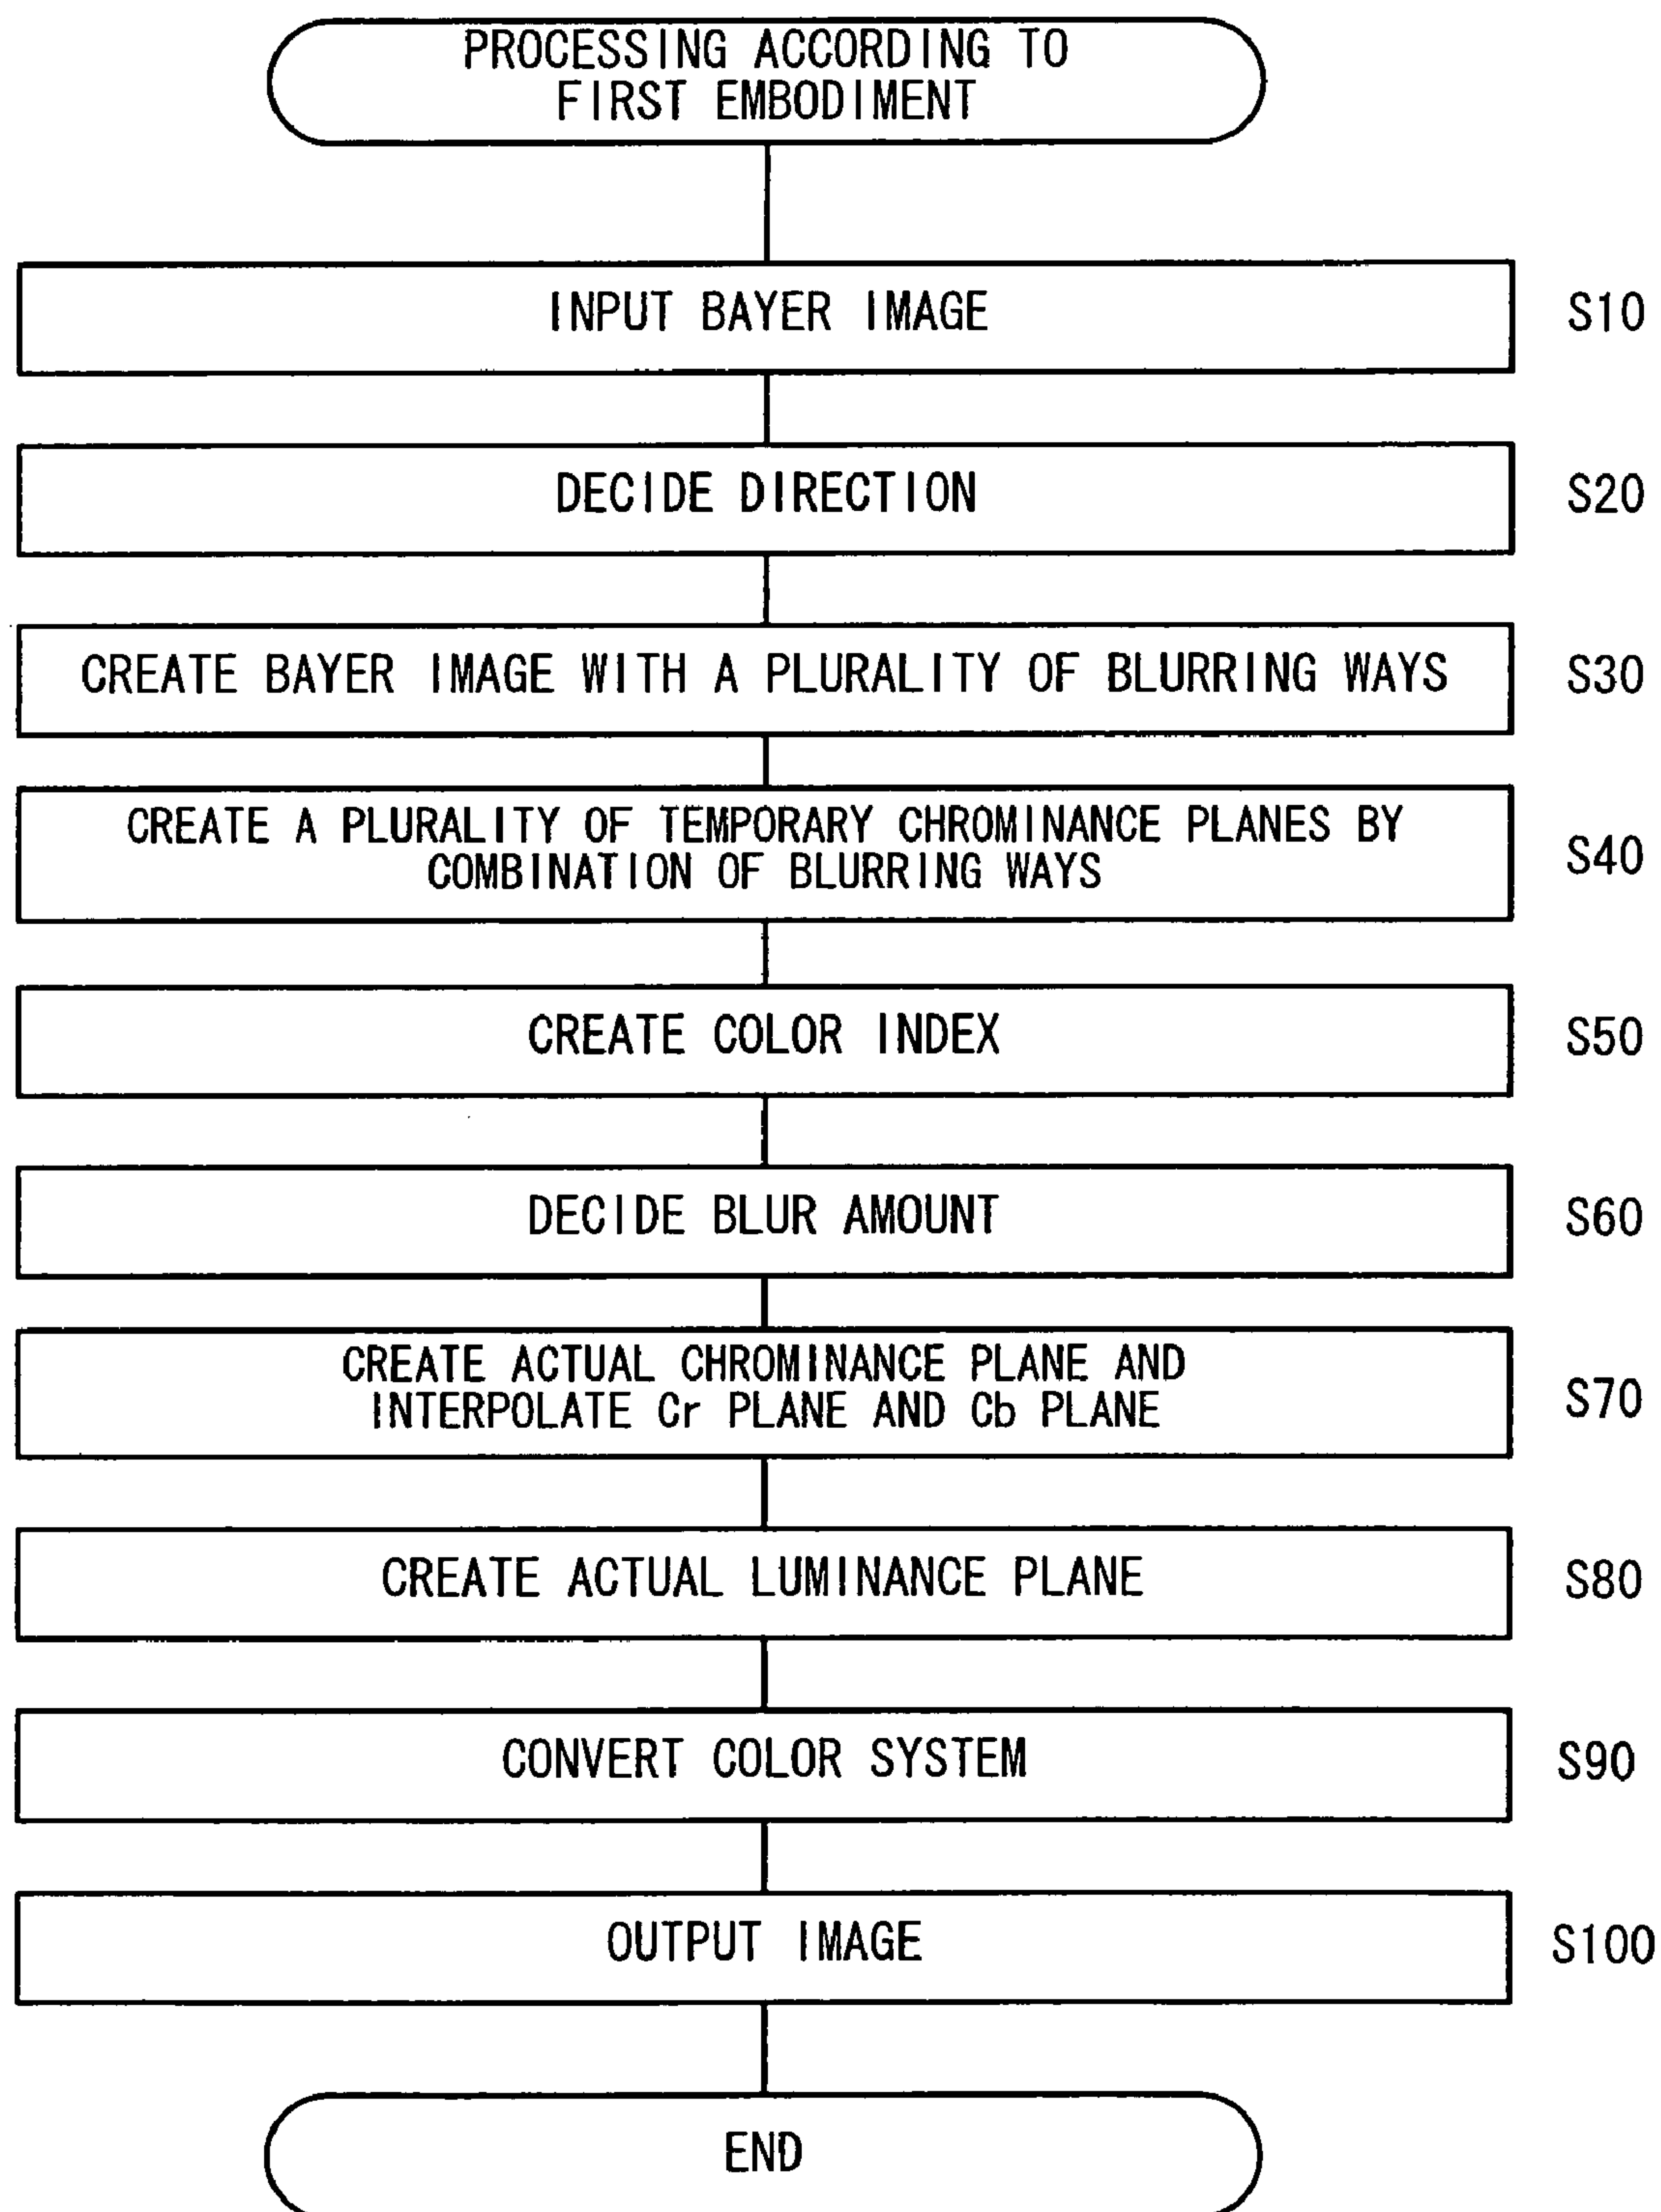 PROCESSING ACCORDING TO
FIRST EMBODIMENT
INPUT BAYER IMAGE
S10
DECIDE DIRECTION
S20
CREATE BAYER IMAGE WITH A PLURALITY OF BLURRING WAYS
S30
CREATE A PLURALITY OF TEMPORARY CHROMINANCE PLANES BY
COMBINATION OF BLURRING WAYS
S40
CREATE COLOR INDEX
S50
DECIDE BLUR AMOUNT
S60
CREATE ACTUAL CHROMINANCE PLANE AND
INTERPOLATE Cr PLANE AND Cb PLANE
S70
CREATE ACTUAL LUMINANCE PLANE
S80
CONVERT COLOR SYSTEM
S90
OUTPUT IMAGE
S100
END